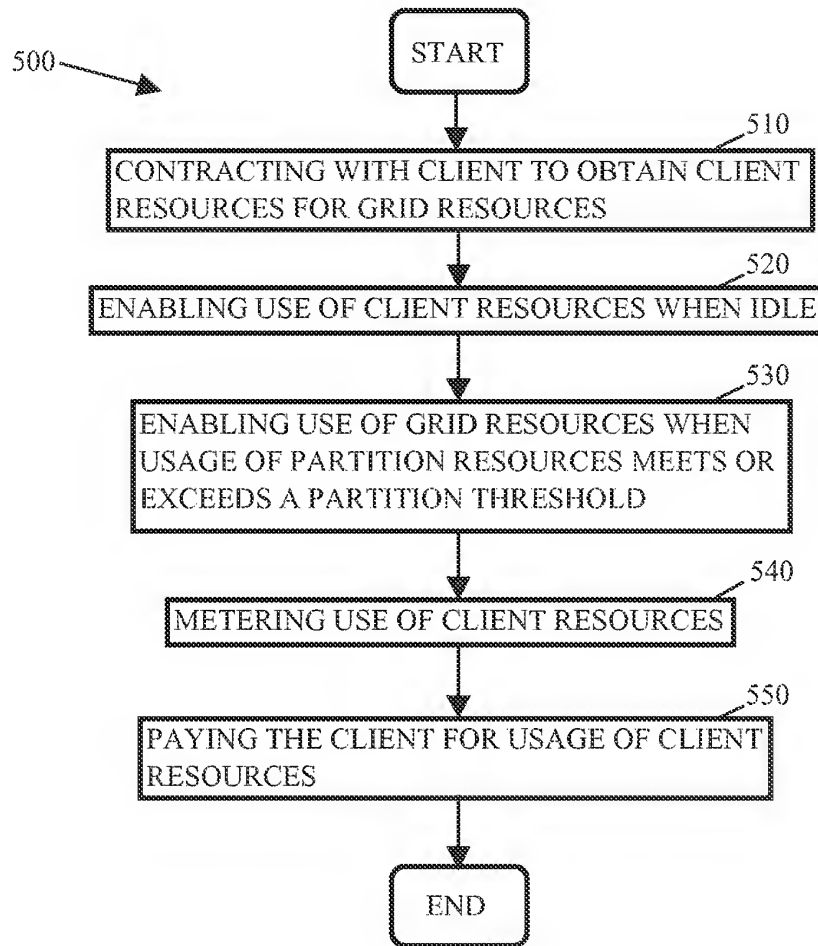 START
500
510
CONTRACTING WITH CLIENT TO OBTAIN CLIENT
RESOURCES FOR GRID RESOURCES
520
ENABLING USE OF CLIENT RESOURCES WHEN IDLE
530
ENABLING USE OF GRID RESOURCES WHEN
USAGE OF PARTITION RESOURCES MEETS OR
EXCEEDS A PARTITION THRESHOLD
540
METERING USE OF CLIENT RESOURCES
550
PAYING THE CLIENT FOR USAGE OF CLIENT
RESOURCES
END